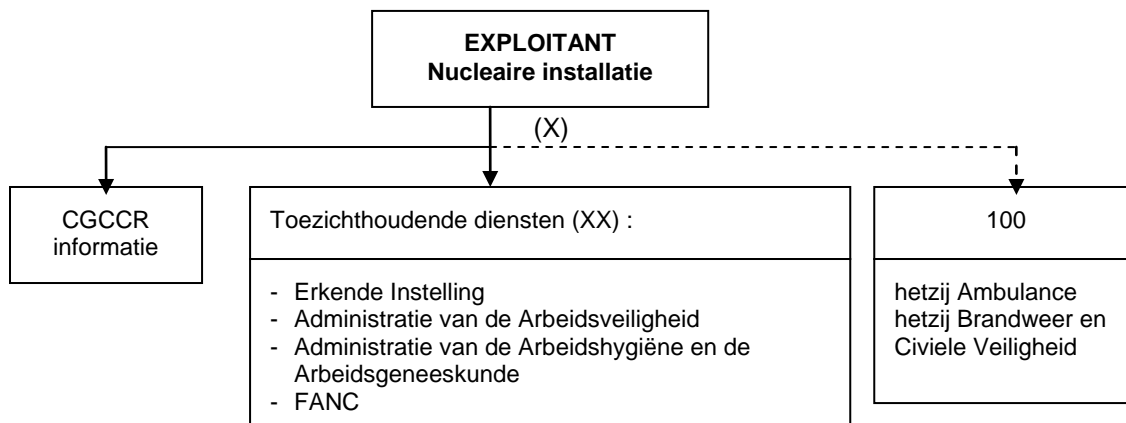 EXPLOITANT
Nucleaire installatie
(X)
CGCCR
informatie
Toezichthoudende diensten (XX) :
- Erkende Instelling
- Administratie van de Arbeidsveiligheid
- Administratie van de Arbeidshygiëne en de
Arbeidsgeneeskunde
- FANC
100
hetzij Ambulance
hetzij Brandweer en
Civiele Veiligheid